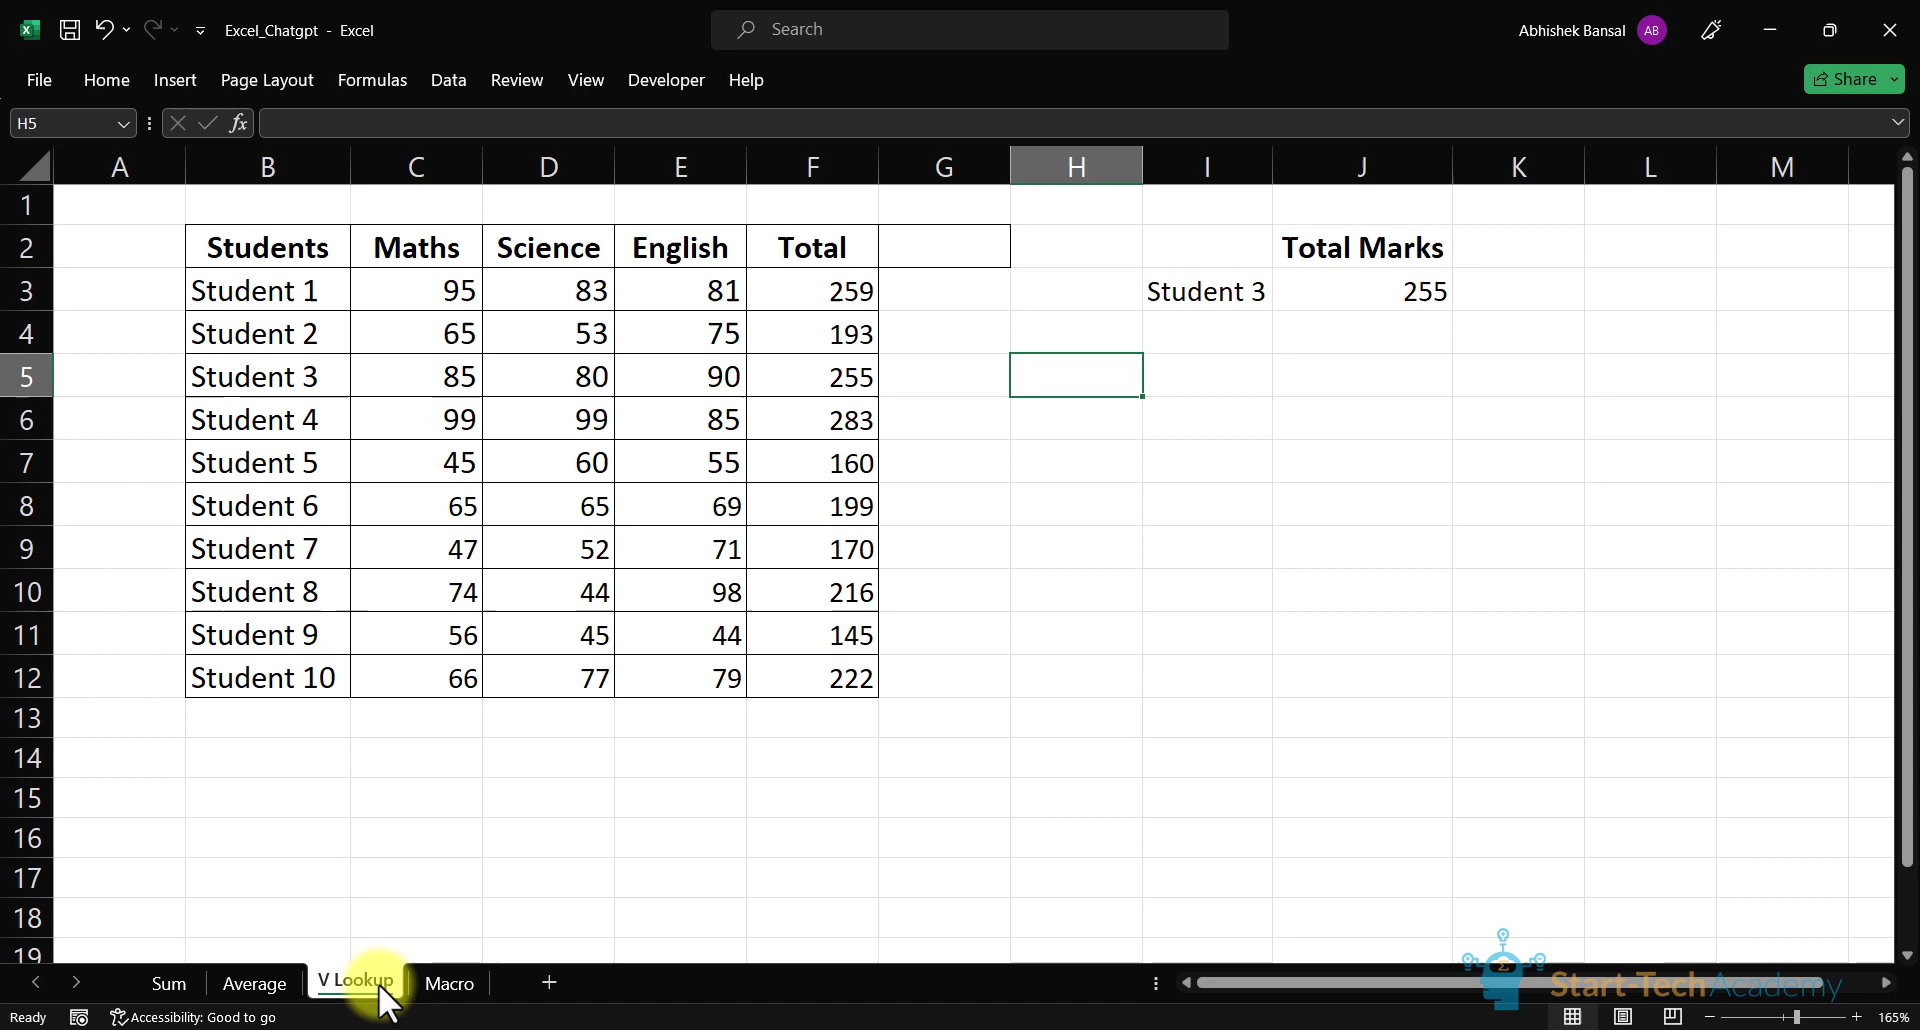 Excel_Chatgpt - Excel
Search
Abhishek Bansal AB
File Home Insert Page Layout Formulas Data Review View Developer Help
Share
H5 fx
A B C D E F G H I J K L M
1
2 Students Maths Science English Total Total Marks
3 Student 1 95 83 81 259 Student 3 255
4 Student 2 65 53 75 193
5 Student 3 85 80 90 255
6 Student 4 99 99 85 283
7 Student 5 45 60 55 160
8 Student 6 65 65 69 199
9 Student 7 47 52 71 170
10 Student 8 74 44 98 216
11 Student 9 56 45 44 145
12 Student 10 66 77 79 222
13
14
15
16
17
18
19
Sum Average V Lookup Macro
Start-Tech Academy
Ready Accessibility: Good to go 165%